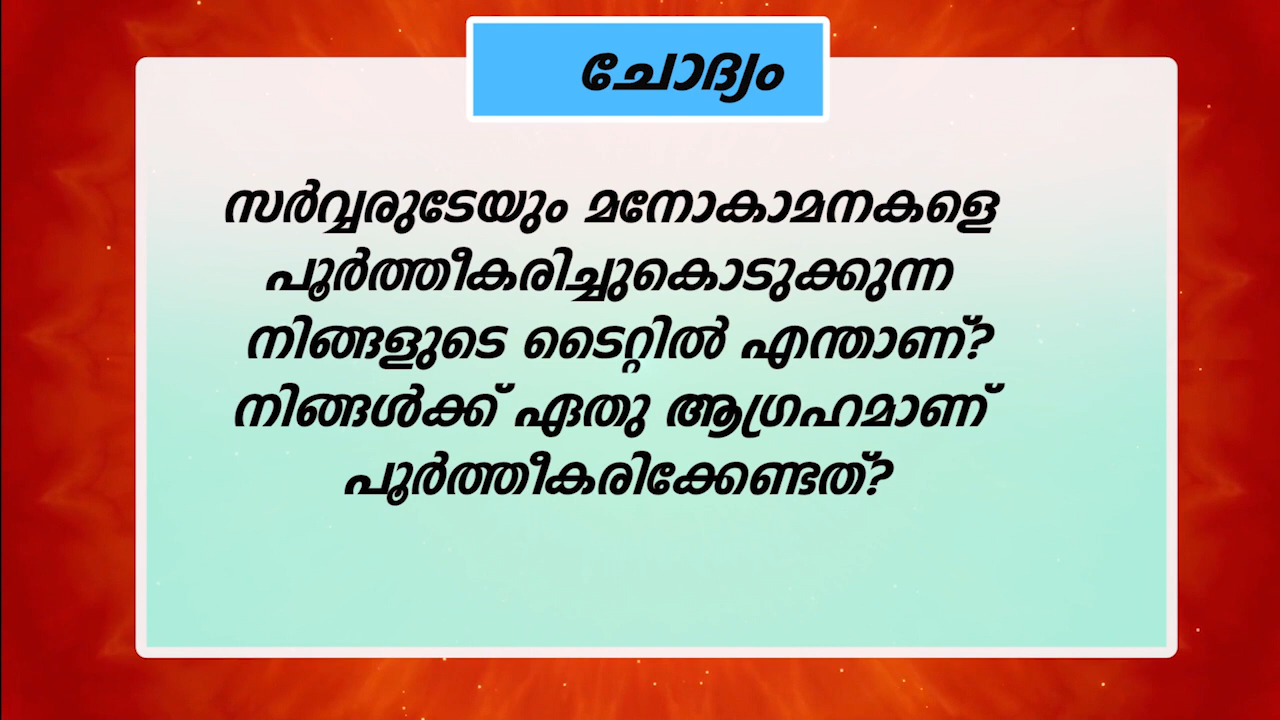 ചോദ്യം
സർവ്വരുടേയും മനോകാമനകളെ
പൂർത്തീകരിച്ചുകൊടുക്കുന്ന
നിങ്ങളുടെ ടൈറ്റിൽ എന്താണ്?
നിങ്ങൾക്ക് ഏതു ആഗ്രഹമാണ്
പൂർത്തീകരിക്കേണ്ടത്?